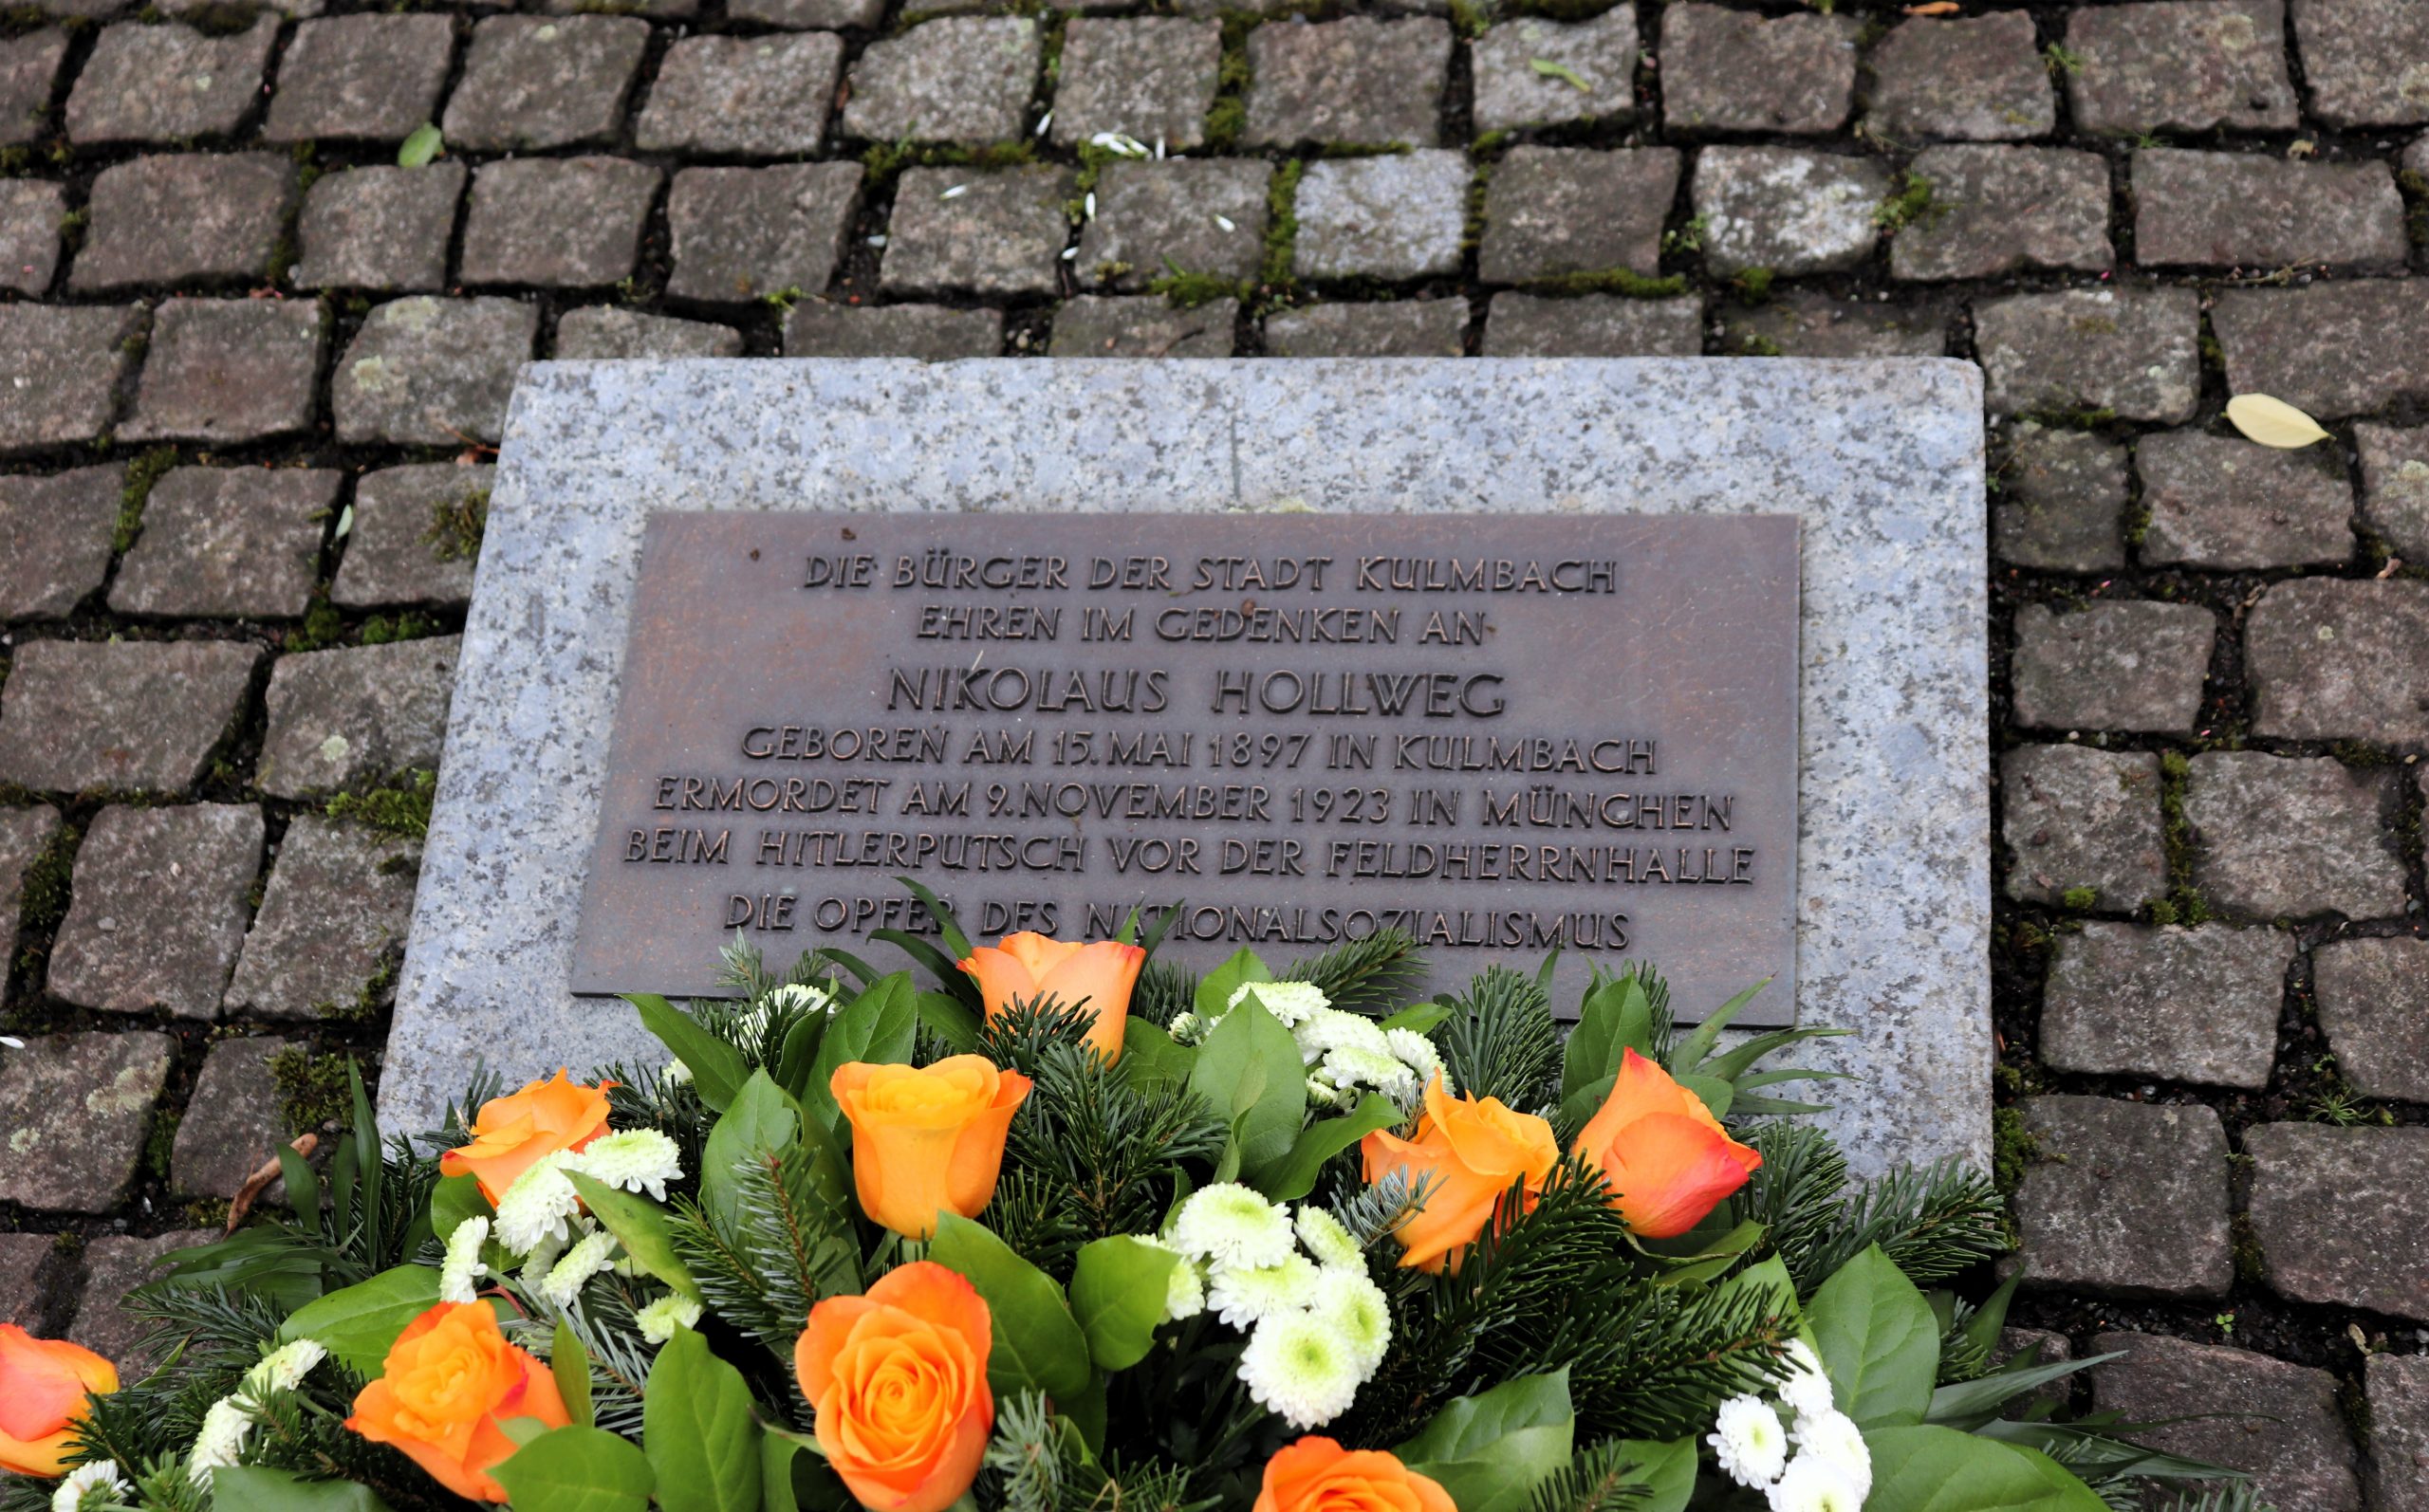 DIE BÜRGER DER STADT KULMBACH
EHREN IM GEDENKEN AN
NIKOLAUS HOLLWEG
GEBOREN AM 15. MAI 1897 IN KULMBACH
ERMORDET AM 9. NOVEMBER 1923 IN MÜNCHEN
BEIM HITLERPUTSCH VOR DER FELDHERRNHALLE
DIE OPFER DES NATIONALSOZIALISMUS